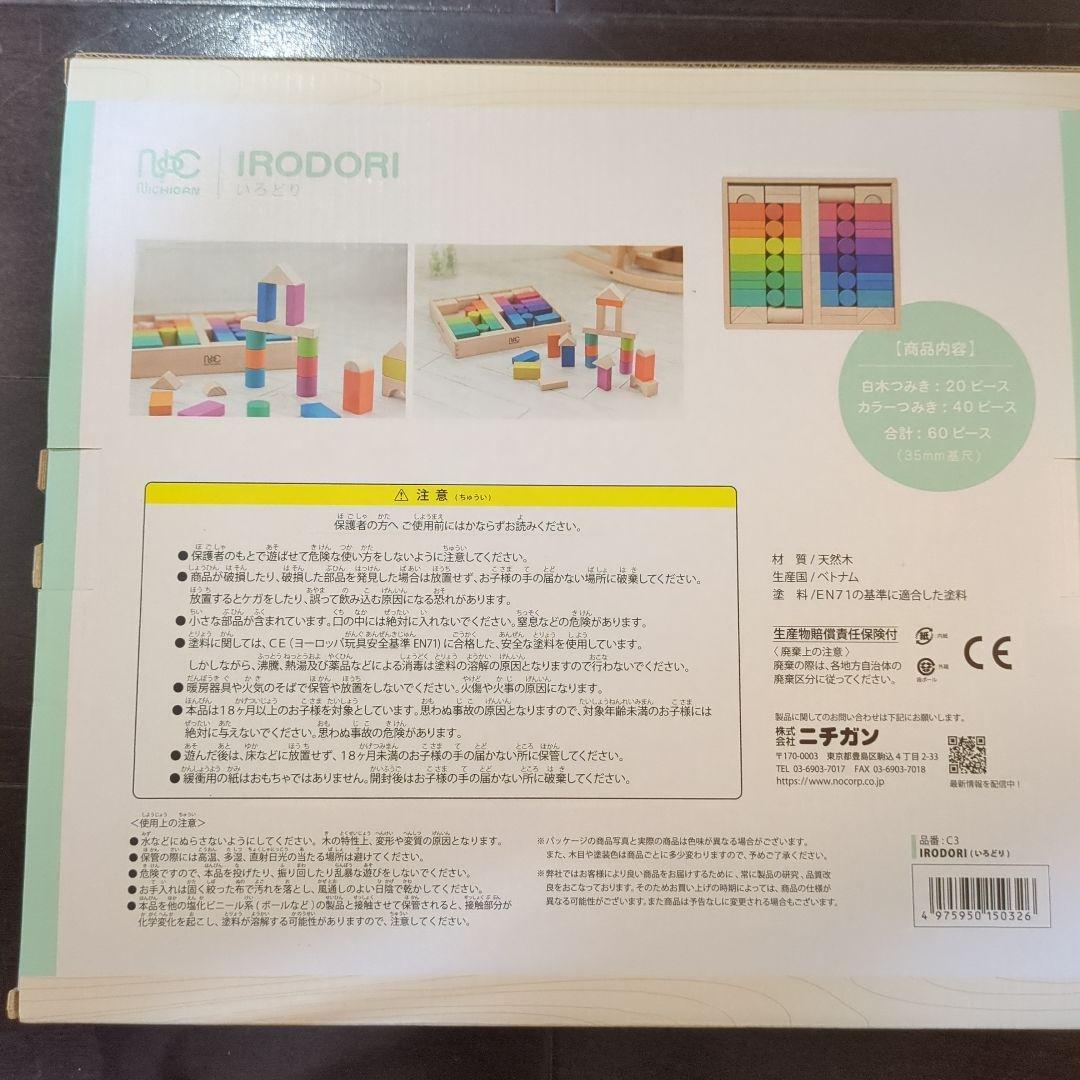 NOC
NICHIGAN
IRODORI
いろどり
【商品内容】
白木つみき：20ピース
カラーつみき：40ピース
合計：60ピース
(35mm基尺)
⚠ 注意 (ちゅうい)
保護者の方へ ご使用前にはかならずお読みください。
●保護者のもとで遊ばせて危険な使い方をしないように注意してください。
●商品が破損したり、破損した部品を発見した場合は放置せず、お子様の手の届かない場所に破棄してください。
放置するとケガをしたり、誤って飲み込む原因になる恐れがあります。
●小さな部品が含まれています。口の中には絶対に入れないでください。窒息などの危険があります。
●塗料に関しては、CE(ヨーロッパ玩具安全基準 EN71)に合格した、安全な塗料を使用しています。
しかしながら、沸騰、熱湯及び薬品などによる消毒は塗料の溶解の原因となりますので行わないでください。
●暖房器具や火気のそばで保管や放置をしないでください。火傷や火事の原因になります。
●本品は18ヶ月以上のお子様を対象としています。思わぬ事故の原因となりますので、対象年齢未満のお子様には
絶対に与えないでください。思わぬ事故の危険があります。
●遊んだ後は、床などに放置せず、18ヶ月未満のお子様の手の届かない所に保管してください。
●緩衝用の紙はおもちゃではありません。開封後はお子様の手の届かない所に破棄してください。
材 質/天然木
生産国/ベトナム
塗 料/EN71の基準に適合した塗料
生産物賠償責任保険付
〈廃棄上の注意〉
廃棄の際は、各地方自治体の
廃棄区分に従ってください。
紙 内紙
外箱
段ボール
CE
製品に関してのお問い合わせは下記にお願いします。
株式会社 ニチガン
〒170-0003 東京都豊島区駒込4丁目2-33
TEL 03-6903-7017 FAX 03-6903-7018
https://www.nocorp.co.jp
最新情報を配信中！
<使用上の注意>
●水などにぬらさないようにしてください。木の特性上、変形や変質の原因となります。
●保管の際には高温、多湿、直射日光の当たる場所は避けてください。
●危険ですので、本品を投げたり、振り回したり乱暴な遊びをしないでください。
●お手入れは固く絞った布で汚れを落とし、風通しのよい日陰で乾かしてください。
●本品を他の塩化ビニール系(ボールなど)の製品と接触させて保管されると、接触部分が
化学変化を起こし、塗料が溶解する可能性がありますので、注意してください。
※パッケージの商品写真と実際の商品は色味が異なる場合がございます。
また、木目や塗装色は商品ごとに多少変わりますので、予めご了承ください。
※弊社ではお客様により良い商品をお届けするために、常に製品の研究、品質改
良をおこなっております。そのためお買い上げの時期によっては、商品の仕様が
異なる可能性がございます。また商品は予告なしに変更される場合もございます。
品番：C3
IRODORI(いろどり)
4 975950 150326